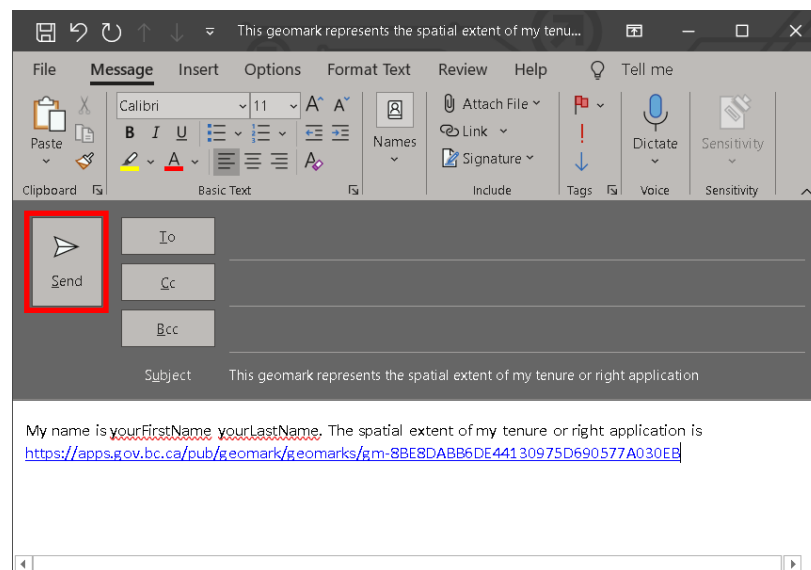 This geomark represents the spatial extent of my tenu...
File Message Insert Options Format Text Review Help Tell me
Calibri 11 A^ A˅ Attach File
Paste B I U Names Link Dictate Sensitivity
A A Signature
Clipboard Basic Text Include Tags Voice Sensitivity
To
Send Cc
Bcc
Subject This geomark represents the spatial extent of my tenure or right application
My name is yourFirstName yourLastName. The spatial extent of my tenure or right application is
https://apps.gov.bc.ca/pub/geomark/geomarks/gm-8BE8DABB6DE44130975D690577A030EB